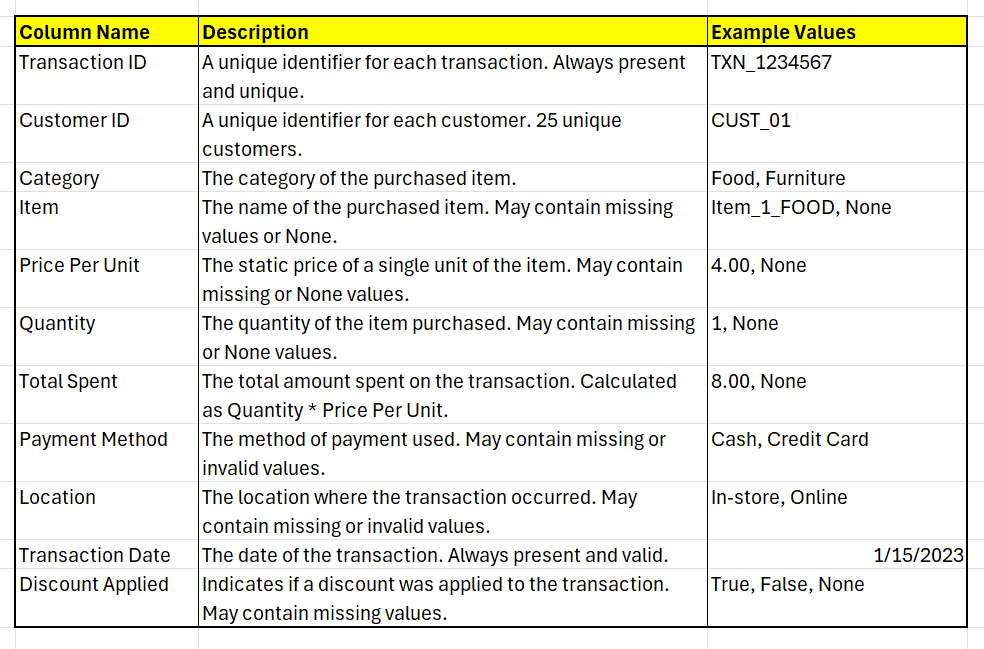 Column Name Description Example Values
Transaction ID A unique identifier for each transaction. Always present TXN_1234567
and unique.
Customer ID A unique identifier for each customer. 25 unique CUST_01
customers.
Category The category of the purchased item. Food, Furniture
Item The name of the purchased item. May contain missing Item_1_FOOD, None
values or None.
Price Per Unit The static price of a single unit of the item. May contain 4.00, None
missing or None values.
Quantity The quantity of the item purchased. May contain missing 1, None
or None values.
Total Spent The total amount spent on the transaction. Calculated 8.00, None
as Quantity * Price Per Unit.
Payment Method The method of payment used. May contain missing or Cash, Credit Card
invalid values.
Location The location where the transaction occurred. May In-store, Online
contain missing or invalid values.
Transaction Date The date of the transaction. Always present and valid. 1/15/2023
Discount Applied Indicates if a discount was applied to the transaction. True, False, None
May contain missing values.